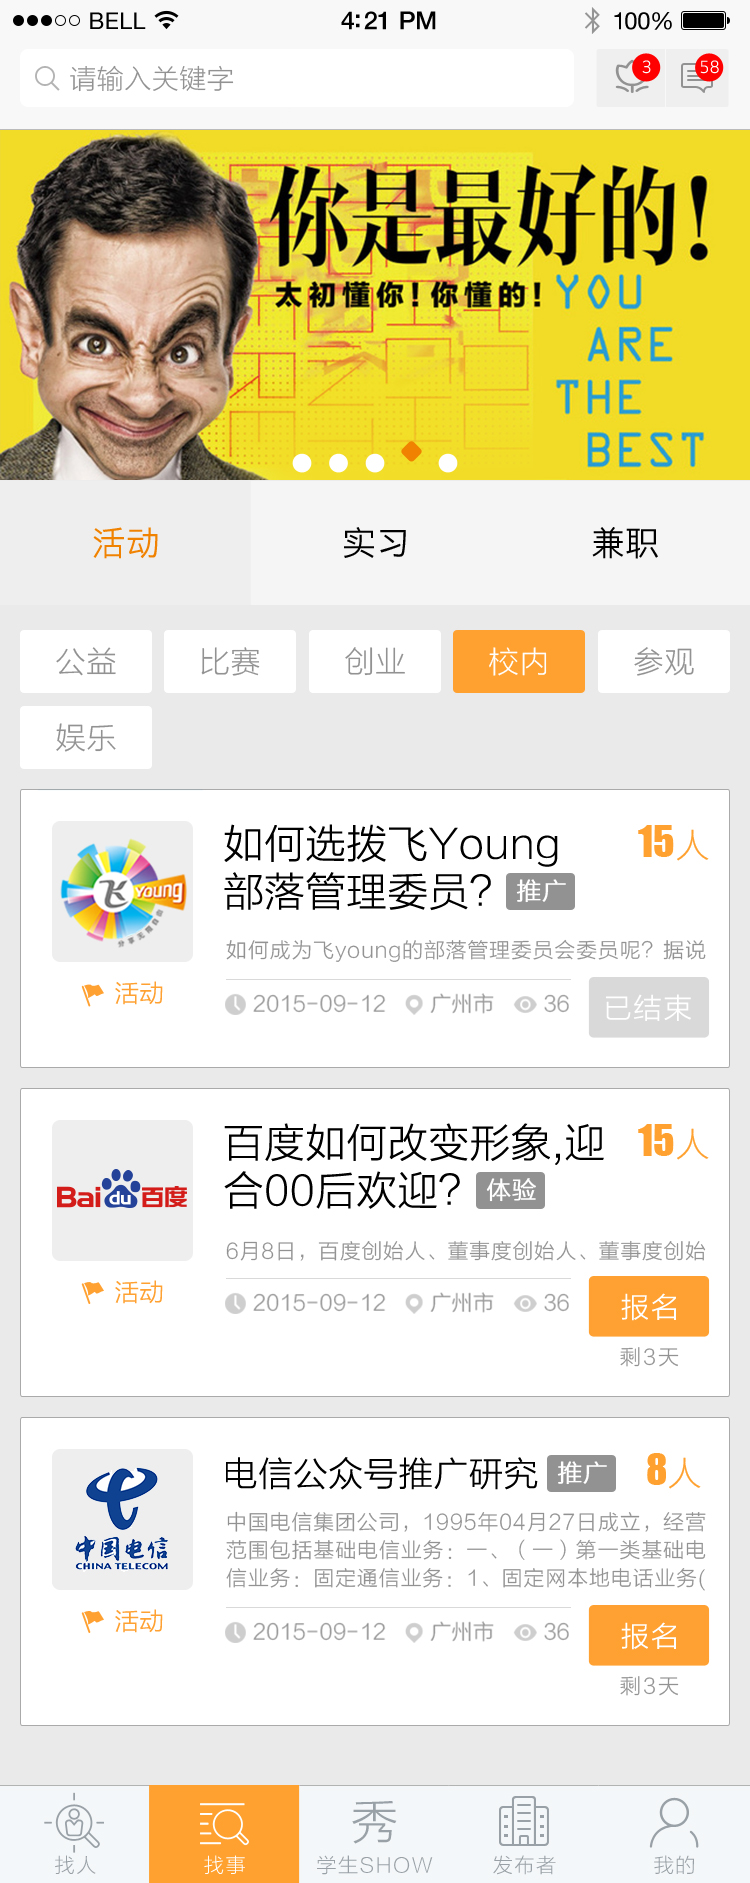 BELL 4:21 PM 100%
请输入关键字 3 58
你是最好的!
太初懂你!你懂的!
YOU
ARE
THE
BEST
活动 实习 兼职
公益 比赛 创业 校内 参观
娱乐
如何选拨飞Young 15人
部落管理委员? 推广
飞young
分享无限自由
如何成为飞young的部落管理委员会委员呢? 据说
活动 2015-09-12 广州市 36 已结束
百度如何改变形象,迎 15人
合00后欢迎? 体验
Bai du 百度
6月8日，百度创始人、董事度创始人、董事度创始
活动 2015-09-12 广州市 36 报名
剩3天
电信公众号推广研究 推广 8人
中国电信
CHINA TELECOM
中国电信集团公司，1995年04月27日成立，经营
范围包括基础电信业务：一、（一）第一类基础电
信业务：固定通信业务：1、固定网本地电话业务(
活动 2015-09-12 广州市 36 报名
剩3天
秀
找人 找事 学生SHOW 发布者 我的